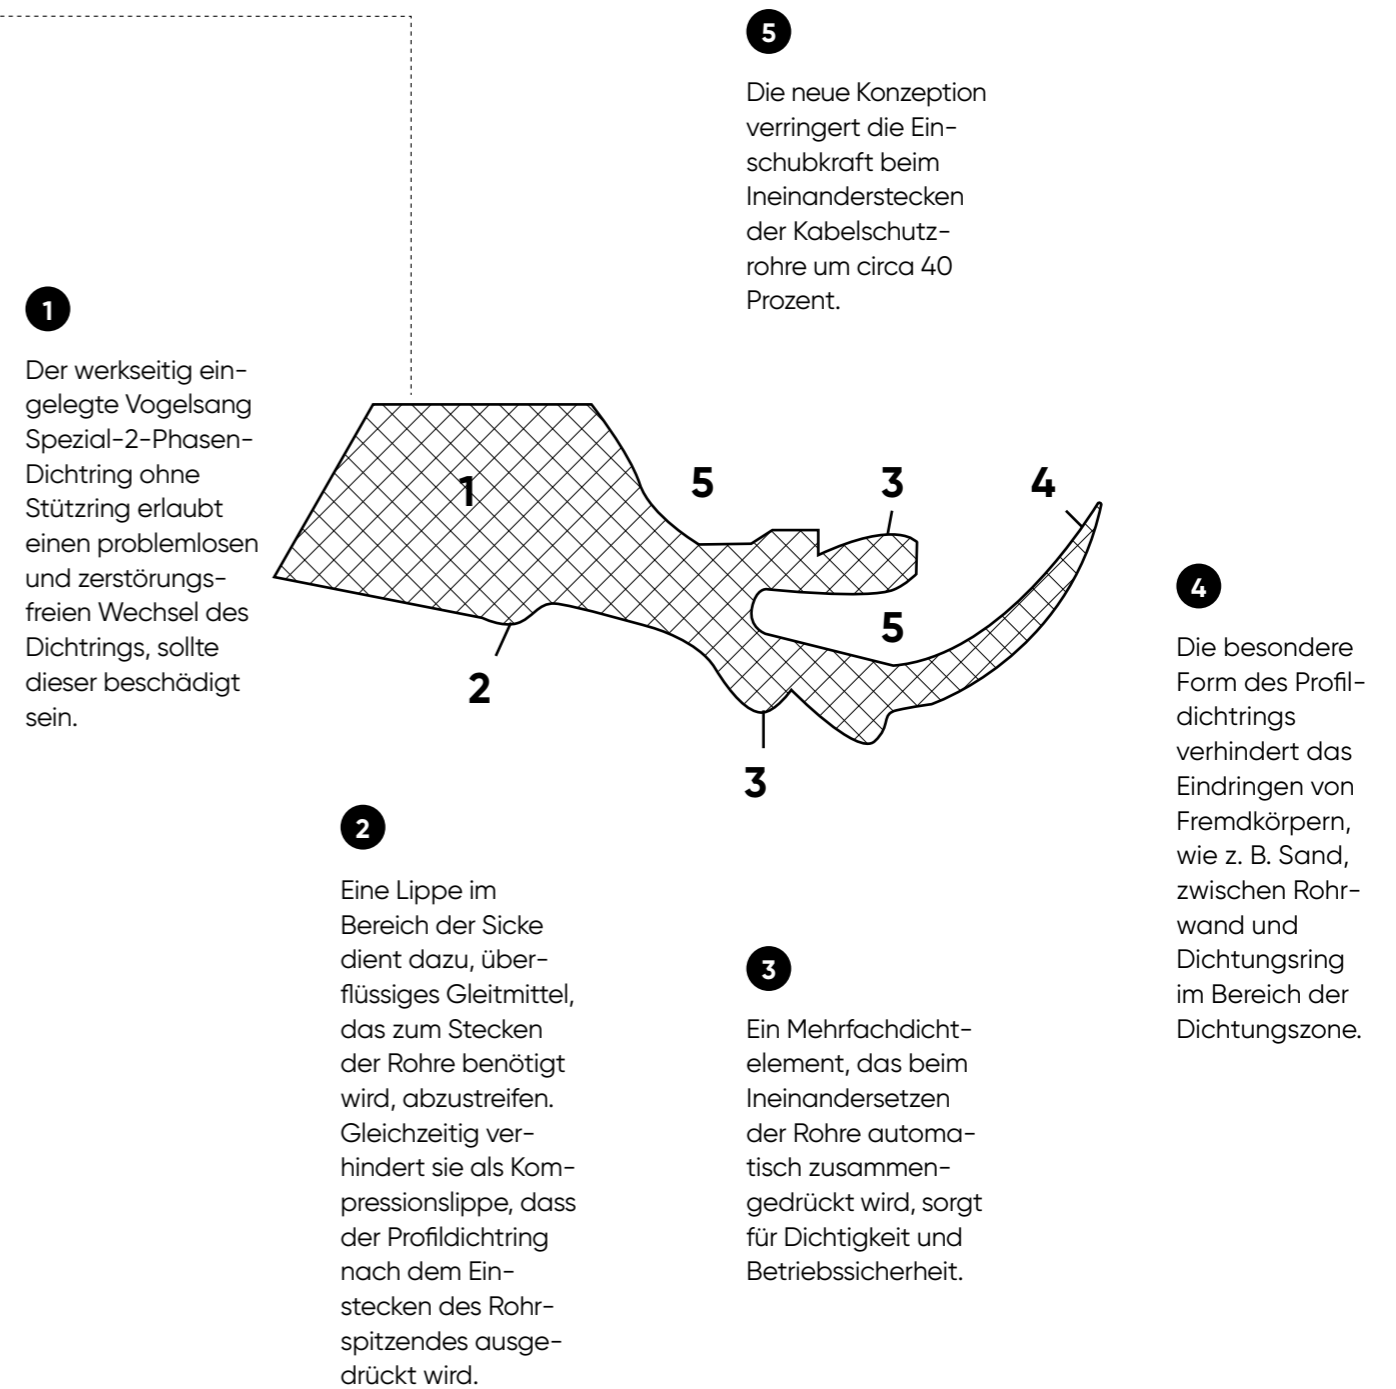 5
Die neue Konzeption
verringert die Ein-
schubkraft beim
Ineinanderstecken
der Kabelschutz-
rohre um circa 40
Prozent.
1
Der werkseitig ein-
gelegte Vogelsang
Spezial-2-Phasen-
Dichtring ohne
Stützring erlaubt
einen problemlosen
und zerstörungs-
freien Wechsel des
Dichtrings, sollte
dieser beschädigt
sein.
1
5
3
4
5
2
3
4
Die besondere
Form des Profil-
dichtrings
verhindert das
Eindringen von
Fremdkörpern,
wie z. B. Sand,
zwischen Rohr-
wand und
Dichtungsring
im Bereich der
Dichtungszone.
2
Eine Lippe im
Bereich der Sicke
dient dazu, über-
flüssiges Gleitmittel,
das zum Stecken
der Rohre benötigt
wird, abzustreifen.
Gleichzeitig ver-
hindert sie als Kom-
pressionslippe, dass
der Profildichtring
nach dem Ein-
stecken des Rohr-
spitzendes ausge-
drückt wird.
3
Ein Mehrfachdicht-
element, das beim
Ineinandersetzen
der Rohre automa-
tisch zusammen-
gedrückt wird, sorgt
für Dichtigkeit und
Betriebssicherheit.